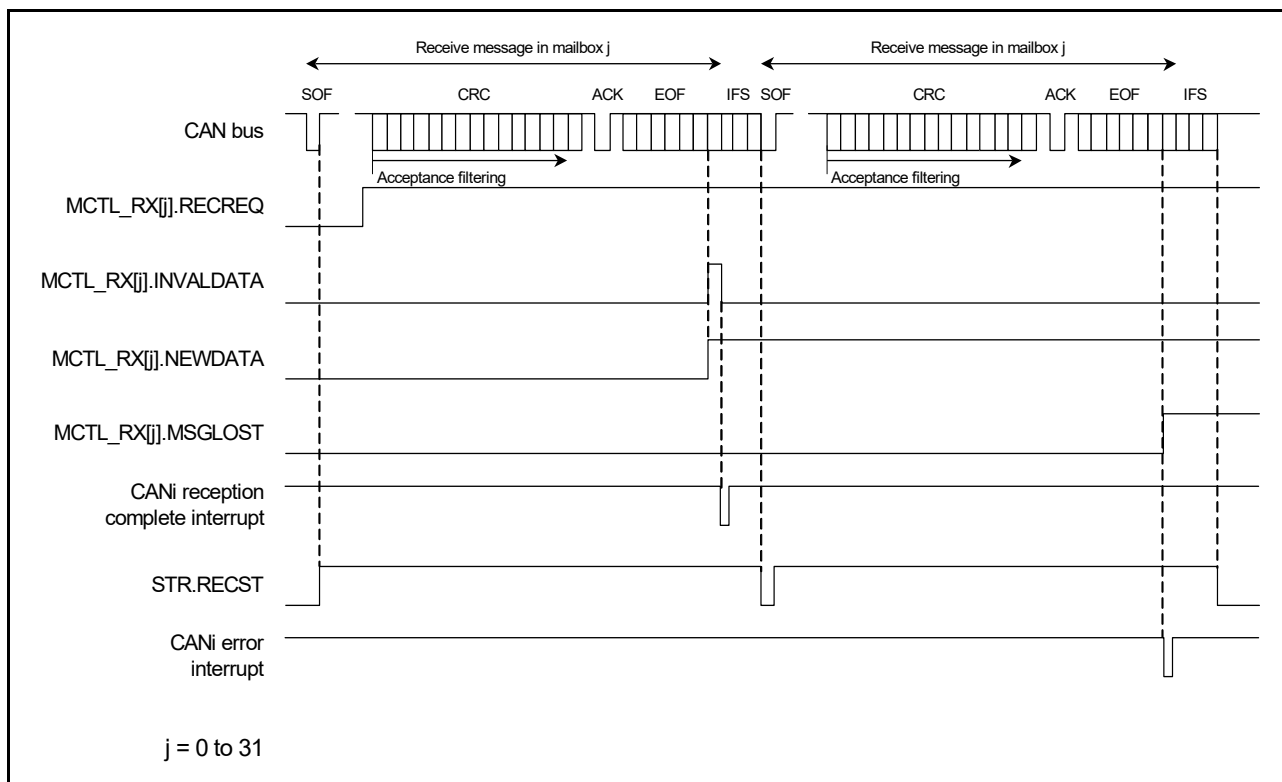 Receive message in mailbox j
Receive message in mailbox j
SOF CRC ACK EOF IFS SOF CRC ACK EOF IFS
CAN bus
Acceptance filtering
Acceptance filtering
MCTL_RX[j].RECREQ
MCTL_RX[j].INVALDATA
MCTL_RX[j].NEWDATA
MCTL_RX[j].MSGLOST
CANi reception
complete interrupt
STR.RECST
CANi error
interrupt
j = 0 to 31